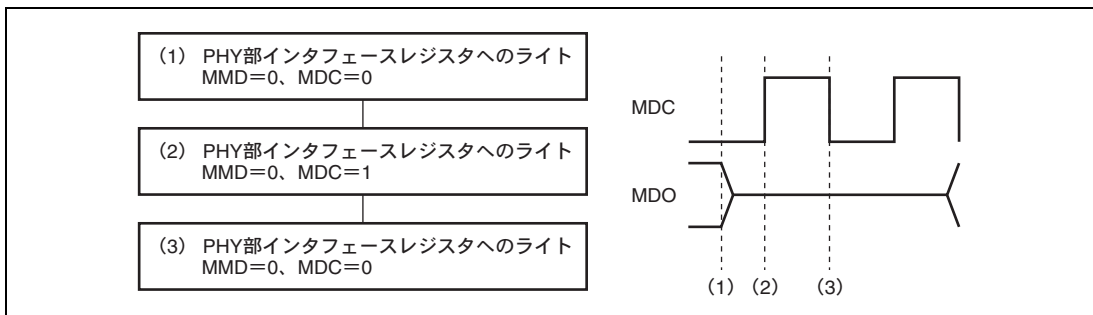 (1) PHY部インタフェースレジスタへのライト
MMD=0、MDC=0
(2) PHY部インタフェースレジスタへのライト
MMD=0、MDC=1
(3) PHY部インタフェースレジスタへのライト
MMD=0、MDC=0
MDC
MDO
(1) (2) (3)